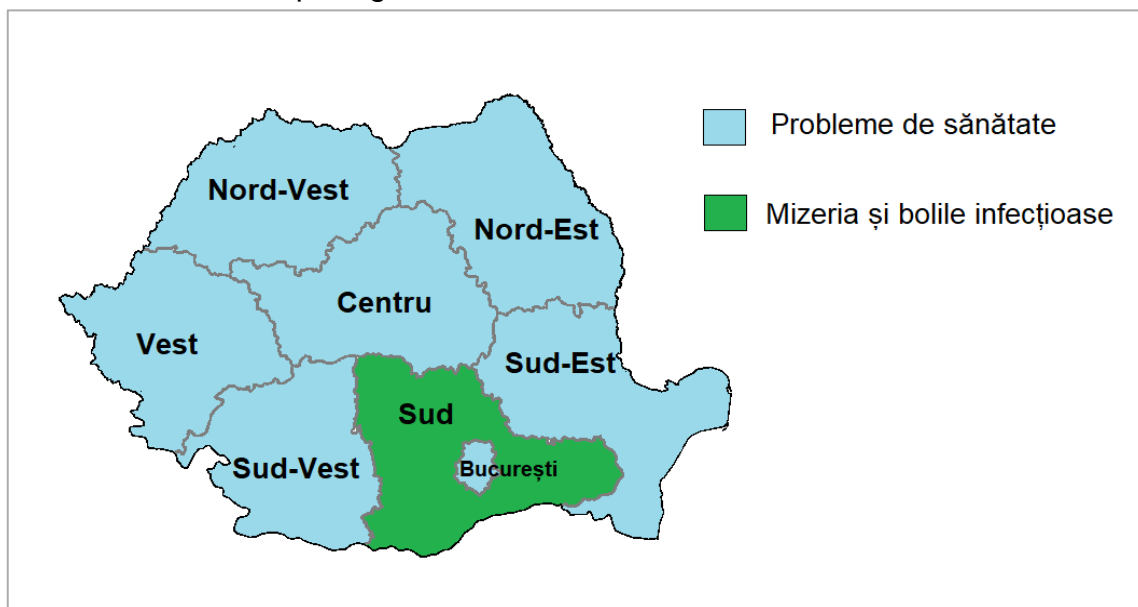 Probleme de sănătate
Nord-Vest
Mizeria și bolile infecțioase
Nord-Est
Centru
Vest
Sud-Est
Sud
Sud-Vest
București